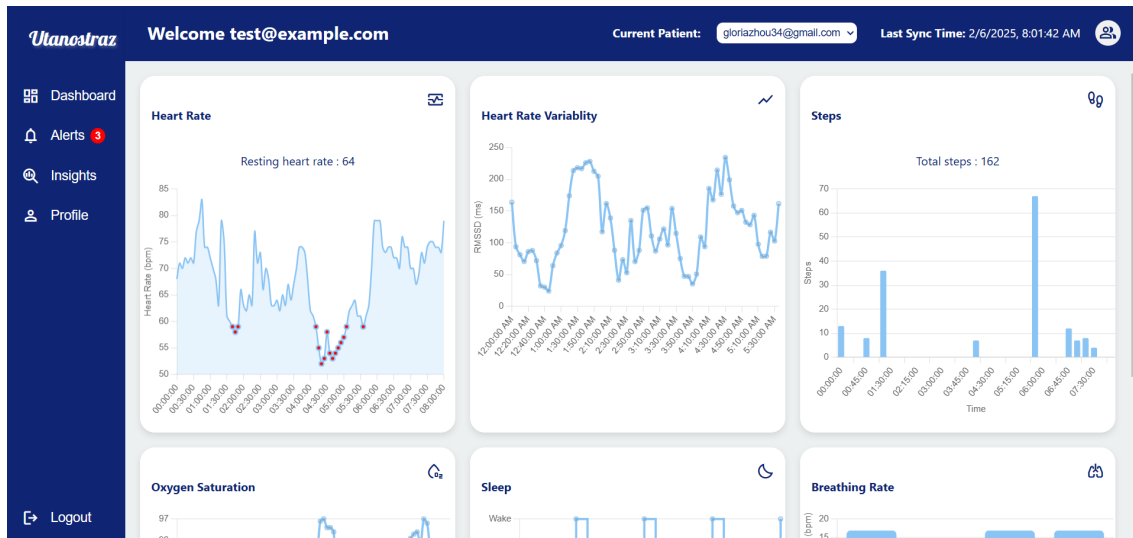 Utanostraz
Welcome test@example.com
Current Patient: gloriazhou34@gmail.com
Last Sync Time: 2/6/2025, 8:01:42 AM
Dashboard
Alerts 3
Insights
Profile
Logout
Heart Rate
Resting heart rate : 64
85
80
75
70
65
60
55
50
Heart Rate (bpm)
00:00:00 00:30:00 01:00:00 01:30:00 02:00:00 02:30:00 03:00:00 03:30:00 04:00:00 04:30:00 05:00:00 05:30:00 06:00:00 06:30:00 07:00:00 07:30:00 08:00:00
Heart Rate Variablity
250
200
150
100
50
0
RMSSD (ms)
12:00:00 AM 12:20:00 AM 12:40:00 AM 1:00:00 AM 1:30:00 AM 1:50:00 AM 2:10:00 AM 2:30:00 AM 2:50:00 AM 3:10:00 AM 3:30:00 AM 3:50:00 AM 4:10:00 AM 4:30:00 AM 4:50:00 AM 5:10:00 AM 5:30:00 AM
Steps
Total steps : 162
70
60
50
40
30
20
10
0
Steps
00:00:00 00:45:00 01:30:00 02:15:00 03:00:00 03:45:00 04:30:00 05:15:00 06:00:00 06:45:00 07:30:00
Time
Oxygen Saturation
O2
97
Sleep
Wake
Breathing Rate
20
15
(bpm)